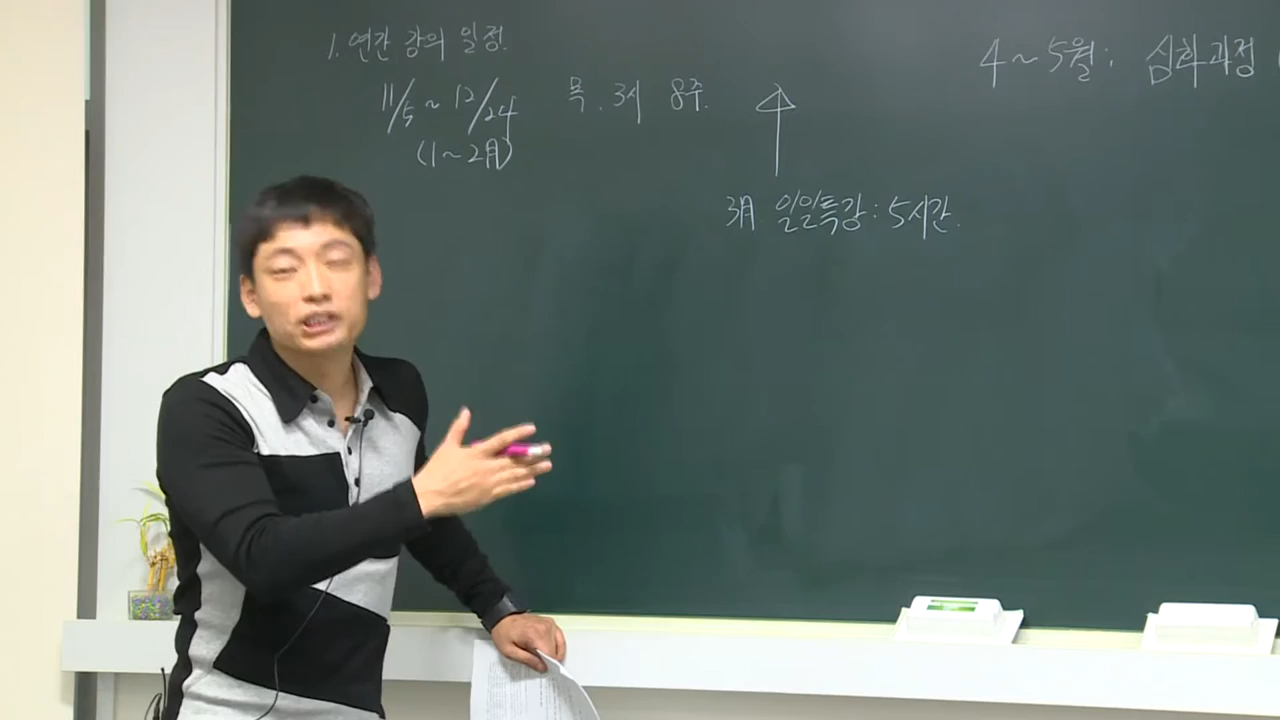 1. 연간 강의 일정.
11/5 ~ 12/24 목. 3시 8주.
(1~2月)
3月. 일일특강 : 5시간.
4~5월 : 심화과정